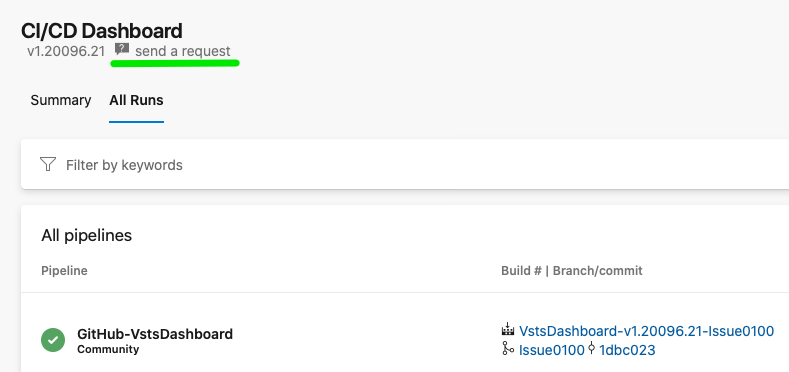 CI/CD Dashboard
v1.20096.21 send a request
Summary All Runs
Filter by keywords
All pipelines
Pipeline Build # | Branch/commit
GitHub-VstsDashboard
Community
VstsDashboard-v1.20096.21-Issue0100
Issue0100 1dbc023